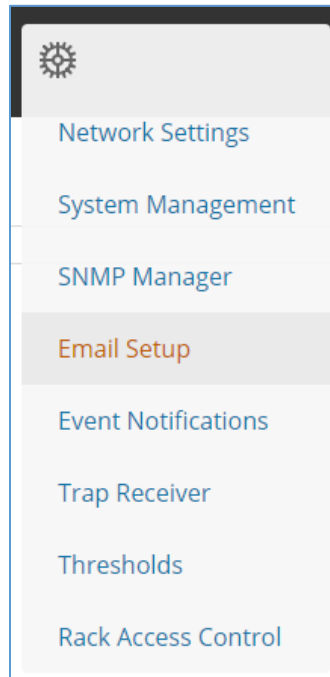 Network Settings
System Management
SNMP Manager
Email Setup
Event Notifications
Trap Receiver
Thresholds
Rack Access Control